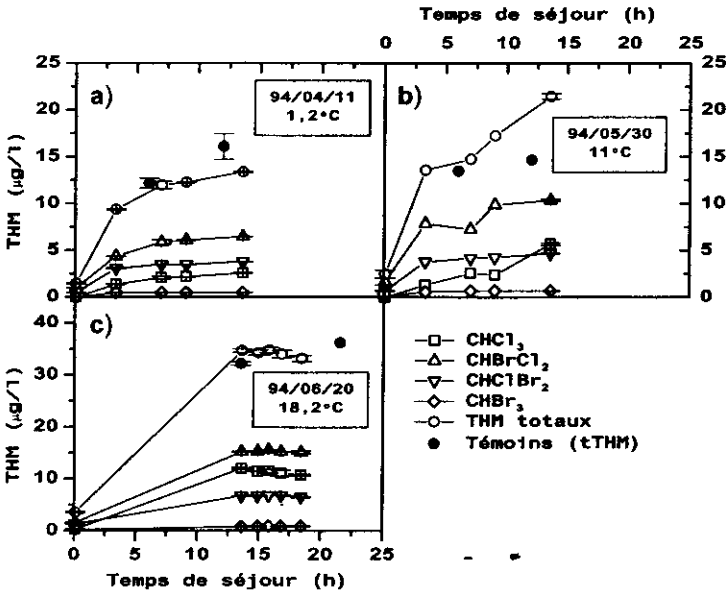 Temps de séjour (h)
0 5 10 15 20 25
25
20
15
10
5
0
THM (µg/l)
a)
94/04/11
1,2°C
b)
94/05/30
11°C
25
20
15
10
5
0
40
30
20
10
0
THM (µg/l)
c)
94/06/20
18,2°C
CHCl3
CHBrCl2
CHClBr2
CHBr3
THM totaux
Témoins (tTHM)
0 5 10 15 20 25
Temps de séjour (h)